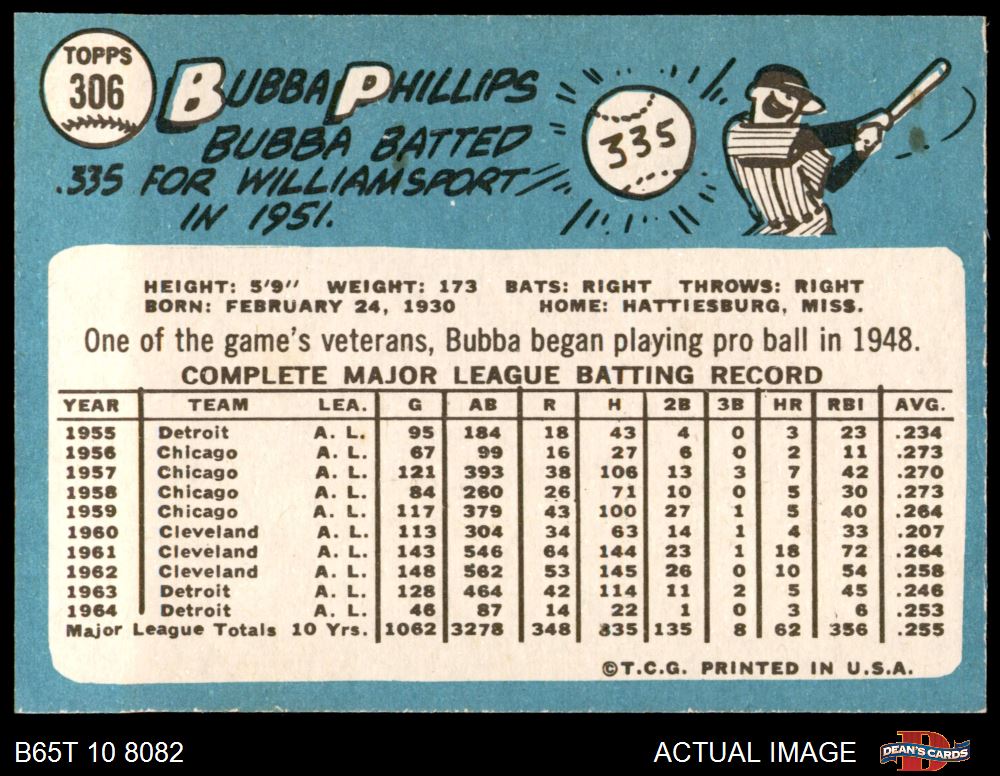 TOPPS
306
BUBBA PHILLIPS
BUBBA BATTED
.335 FOR WILLIAMSPORT
IN 1951.
335
HEIGHT: 5'9" WEIGHT: 173 BATS: RIGHT THROWS: RIGHT
BORN: FEBRUARY 24, 1930 HOME: HATTIESBURG, MISS.
One of the game's veterans, Bubba began playing pro ball in 1948.
COMPLETE MAJOR LEAGUE BATTING RECORD
YEAR TEAM LEA. G AB R H 2B 3B HR RBI AVG.
1955 Detroit A. L. 95 184 18 43 4 0 3 23 .234
1956 Chicago A. L. 67 99 16 27 6 0 2 11 .273
1957 Chicago A. L. 121 393 38 106 13 3 7 42 .270
1958 Chicago A. L. 84 260 26 71 10 0 5 30 .273
1959 Chicago A. L. 117 379 43 100 27 1 5 40 .264
1960 Cleveland A. L. 113 304 34 63 14 1 4 33 .207
1961 Cleveland A. L. 143 546 64 144 23 1 18 72 .264
1962 Cleveland A. L. 148 562 53 145 26 0 10 54 .258
1963 Detroit A. L. 128 464 42 114 11 2 5 45 .246
1964 Detroit A. L. 46 87 14 22 1 0 3 6 .253
Major League Totals 10 Yrs. 1062 3278 348 835 135 8 62 356 .255
©T.C.G. PRINTED IN U.S.A.
B65T 10 8082 ACTUAL IMAGE D DEAN'S CARDS